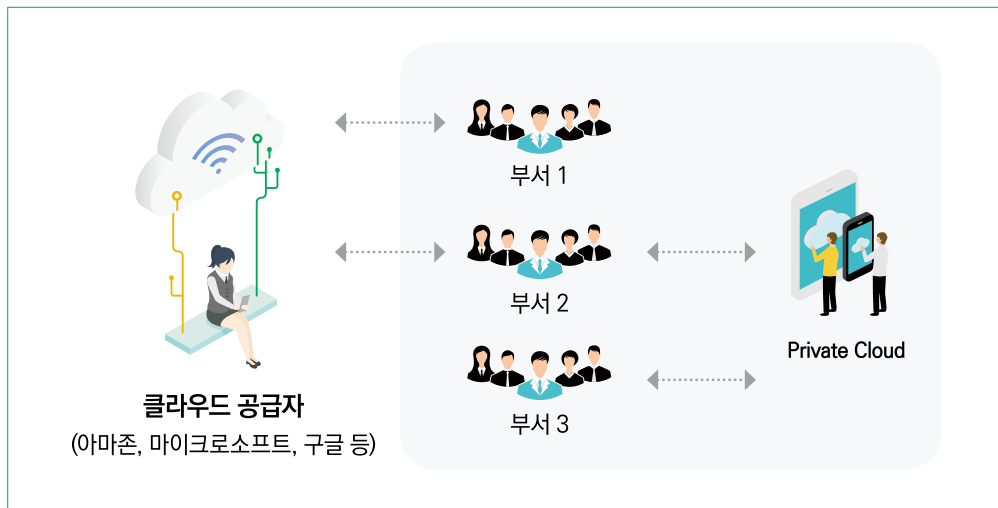 부서 1
부서 2
부서 3
Private Cloud
클라우드 공급자
(아마존, 마이크로소프트, 구글 등)